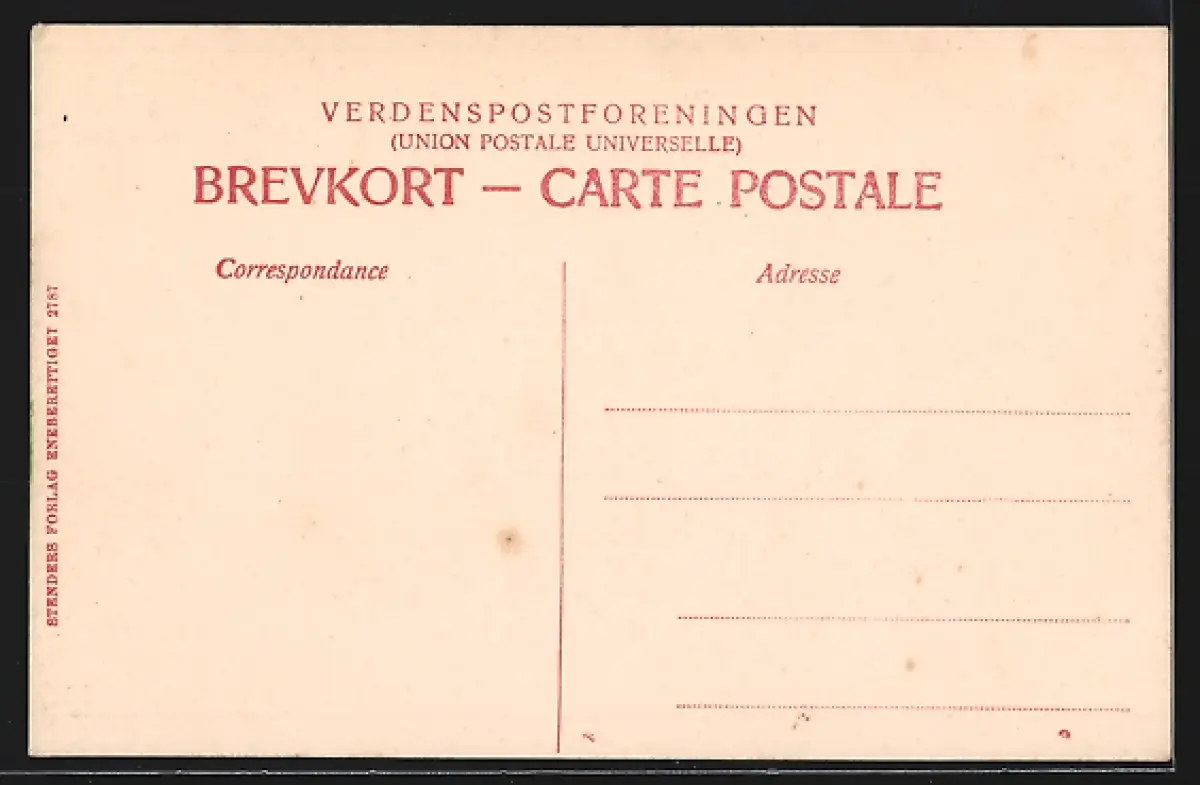 VERDENSPOSTFORENINGEN
(UNION POSTALE UNIVERSELLE)
BREVKORT — CARTE POSTALE
Correspondance
Adresse
STENDERS FORLAG ENEBERETTIGET 2787